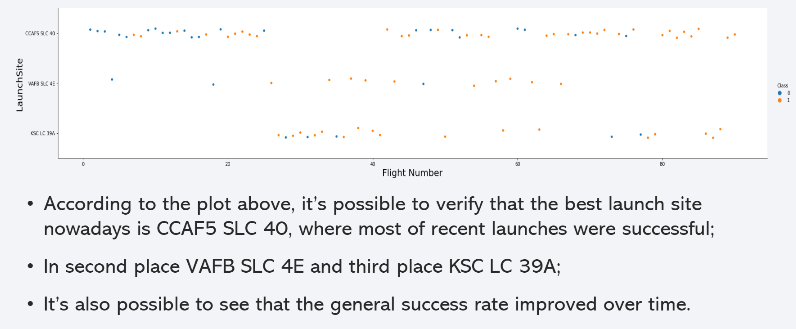 CCAFS SLC 40
VAFB SLC 4E
KSC LC 39A
LaunchSite
0 20 40 60 80
Flight Number
Class
0
1
• According to the plot above, it's possible to verify that the best launch site
nowadays is CCAF5 SLC 40, where most of recent launches were successful;
• In second place VAFB SLC 4E and third place KSC LC 39A;
• It's also possible to see that the general success rate improved over time.